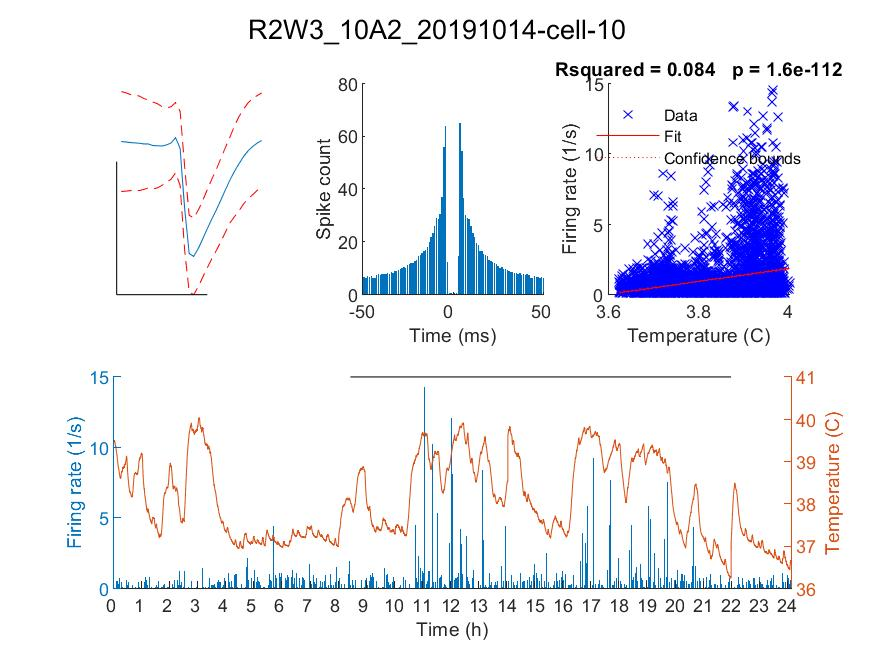 R2W3_10A2_20191014-cell-10
Rsquared = 0.084 p = 1.6e-112
80
60
40
20
0
Spike count
-50
0
50
Time (ms)
15
10
5
0
Firing rate (1/s)
Data
Fit
Confidence bounds
3.6
3.8
4
Temperature (C)
15
10
5
0
Firing rate (1/s)
41
40
39
38
37
36
Temperature (C)
0 1 2 3 4 5 6 7 8 9 10 11 12 13 14 15 16 17 18 19 20 21 22 23 24
Time (h)